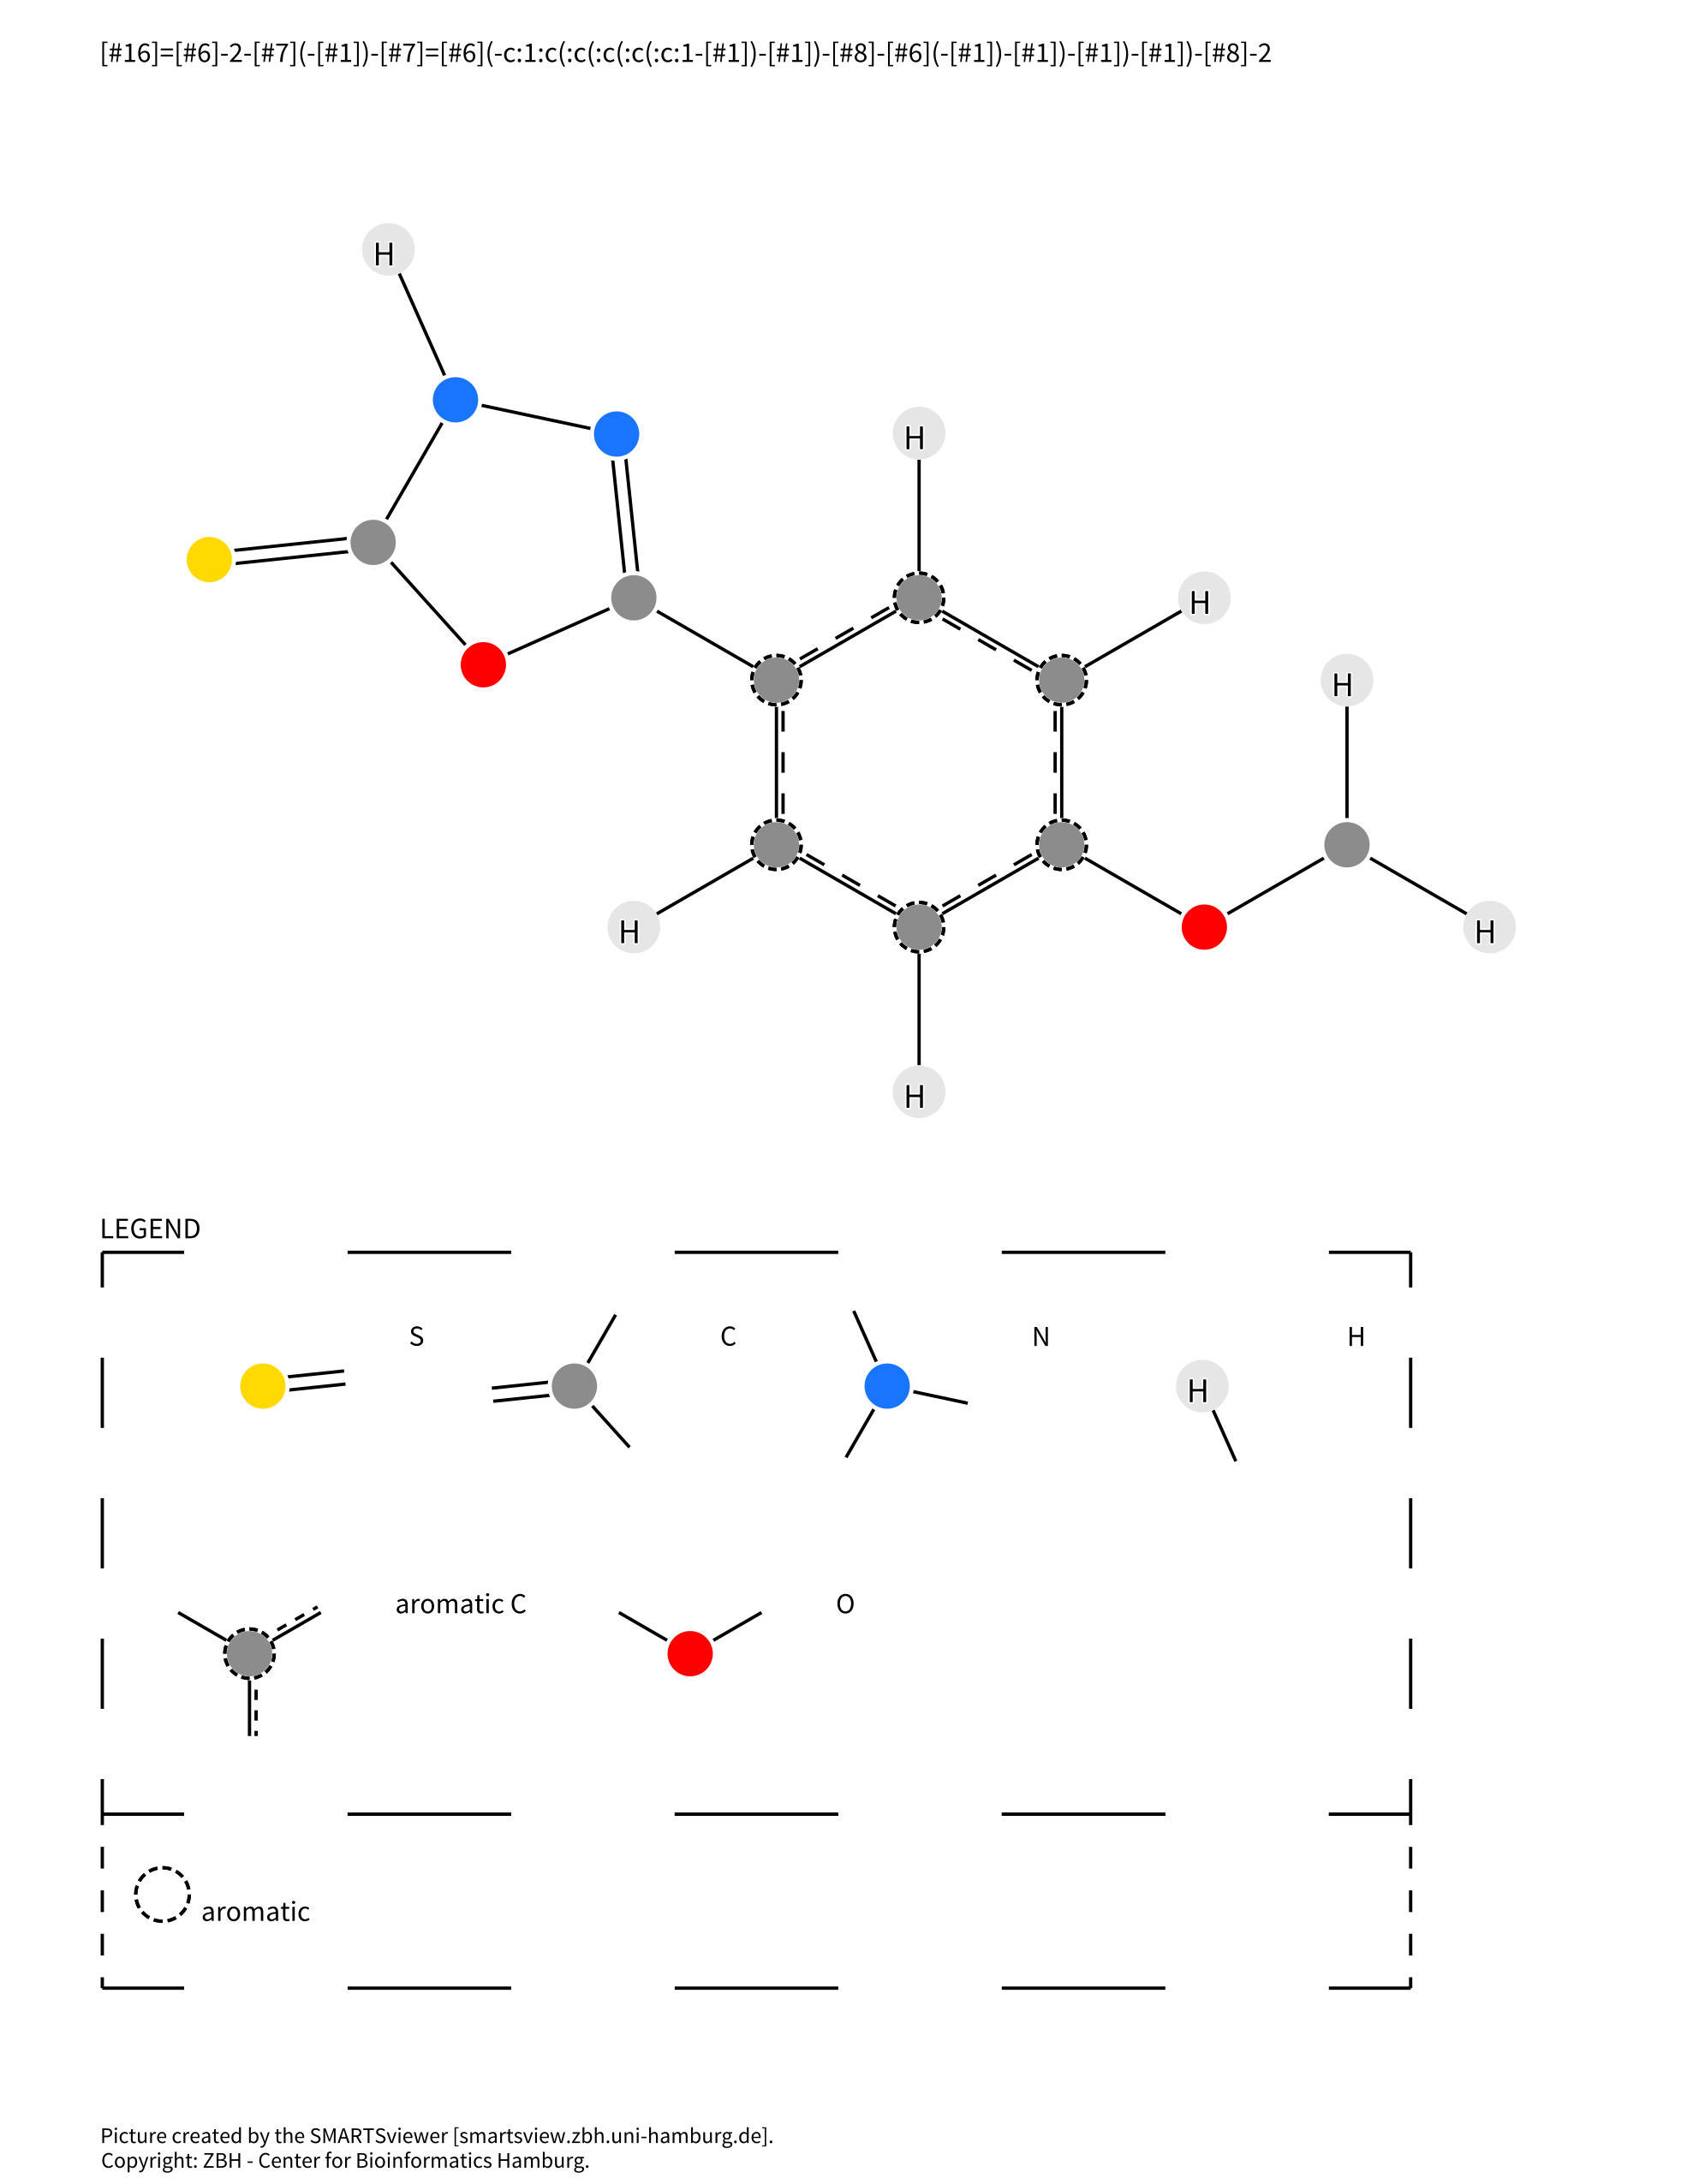 [#16]=[#6]-2-[#7](-[#1])-[#7]=[#6](-c:1:c(:c(:c(:c(:c:1-[#1])-[#1])-[#8]-[#6](-[#1])-[#1])-[#1])-[#1])-[#8]-2
H
H
H
H
H
H
H
LEGEND
S C N H
H
aromatic C O
aromatic
Picture created by the SMARTSviewer [smartsview.zbh.uni-hamburg.de].
Copyright: ZBH - Center for Bioinformatics Hamburg.